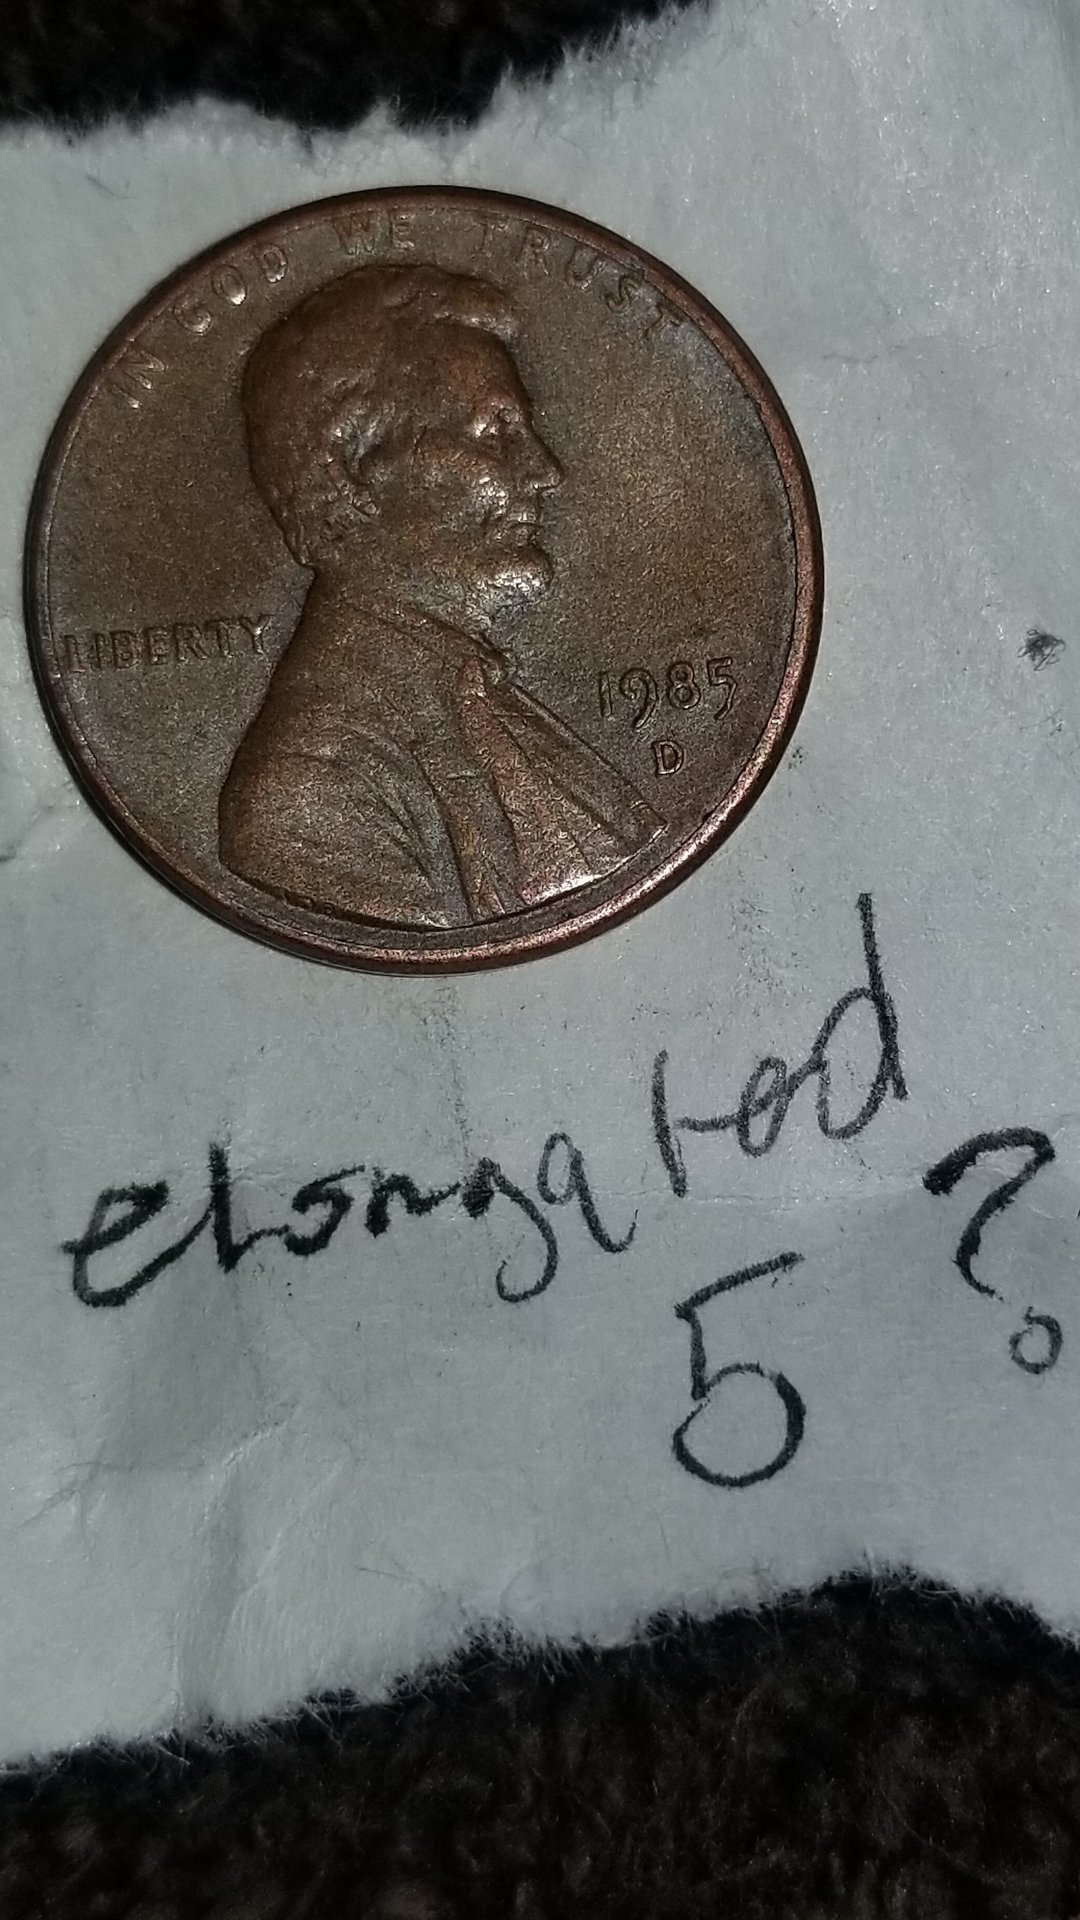 IN GOD WE TRUST
LIBERTY
1985
D
elongated
5?